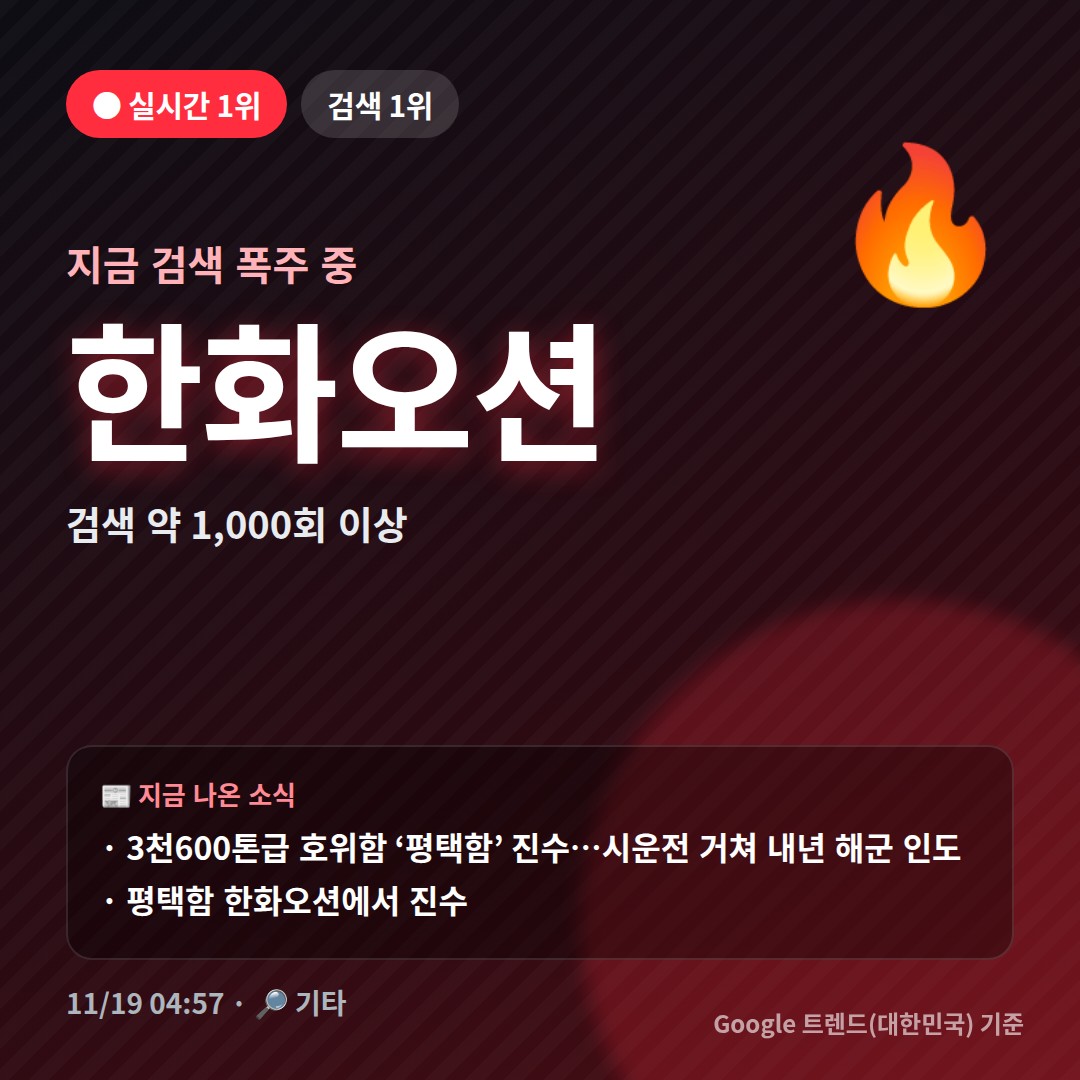 실시간 1위
검색 1위
지금 검색 폭주 중
한화오션
검색 약 1,000회 이상
지금 나온 소식
· 3천600톤급 호위함 ‘평택함’ 진수…시운전 거쳐 내년 해군 인도
· 평택함 한화오션에서 진수
11/19 04:57 · 🔎 기타
Google 트렌드(대한민국) 기준